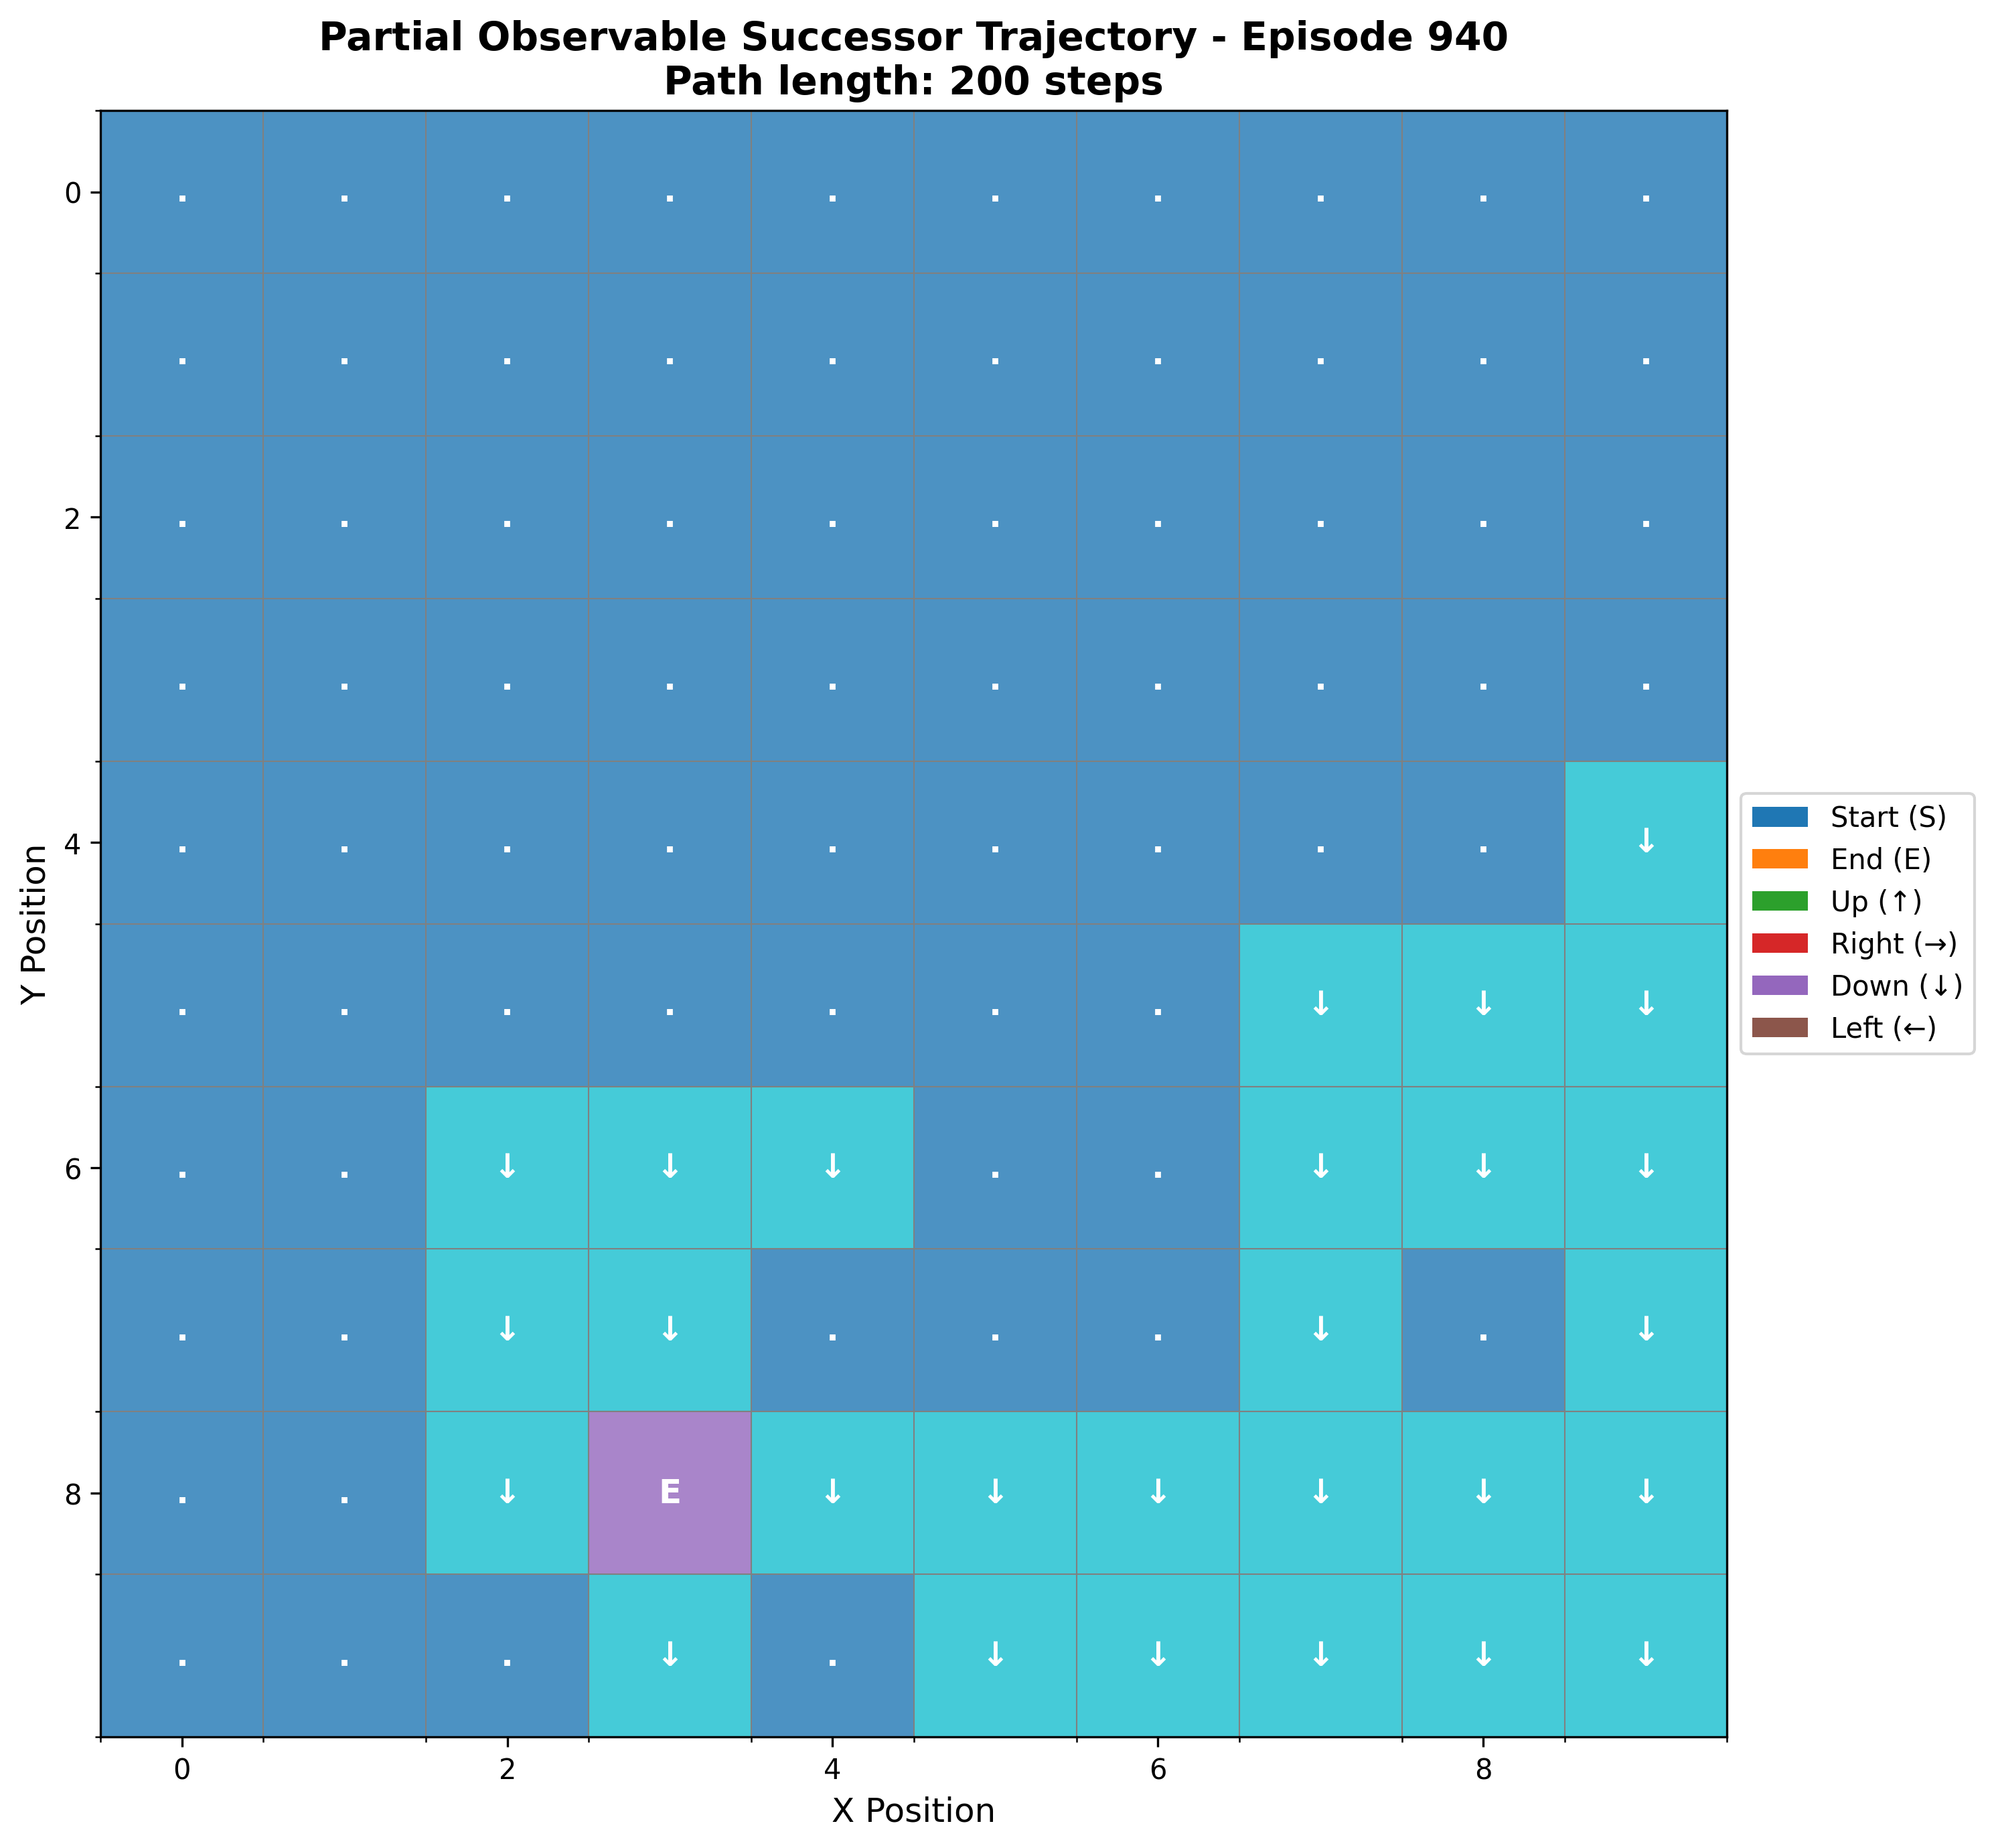 Partial Observable Successor Trajectory - Episode 940
Path length: 200 steps
0 . . . . . . . . . .
. . . . . . . . . .
2 . . . . . . . . . .
. . . . . . . . . .
4 . . . . . . . . . ↓
. . . . . . . ↓ ↓ ↓
6 . . ↓ ↓ ↓ . . ↓ ↓ ↓
. . ↓ ↓ . . . ↓ . ↓
8 . . ↓ E ↓ ↓ ↓ ↓ ↓ ↓
. . . ↓ . ↓ ↓ ↓ ↓ ↓
0 2 4 6 8
X Position
Y Position
Start (S)
End (E)
Up (↑)
Right (→)
Down (↓)
Left (←)